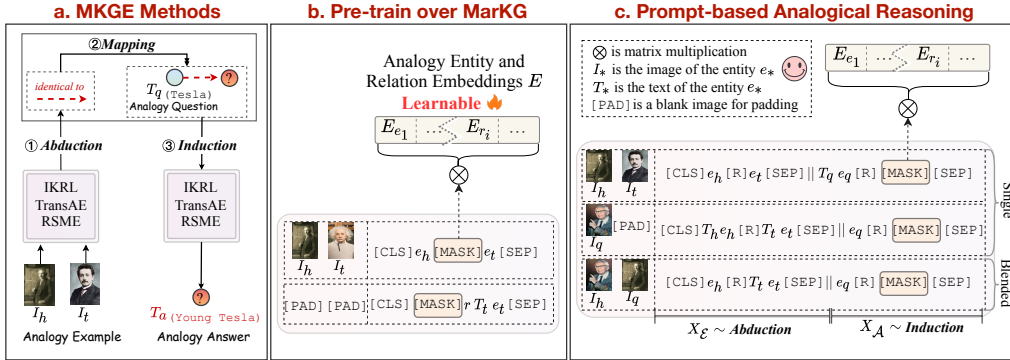 a. MKGE Methods
②Mapping
identical to
?
T_q (Tesla)
Analogy Question
① Abduction
③ Induction
IKRL
TransAE
RSME
IKRL
TransAE
RSME
I_h
I_t
Analogy Example
?
T_a (Young Tesla)
Analogy Answer
b. Pre-train over MarKG
Analogy Entity and
Relation Embeddings E
Learnable
E_{e_1} ... E_{r_i} ...
I_h I_t [CLS] e_h [MASK] e_t [SEP]
[PAD] [PAD] [CLS] [MASK] r T_t e_t [SEP]
c. Prompt-based Analogical Reasoning
⊗ is matrix multiplication
I_* is the image of the entity e_*
T_* is the text of the entity e_*
[PAD] is a blank image for padding
E_{e_1} ... E_{r_i} ...
I_h I_t [CLS] e_h [R] e_t [SEP] || T_q e_q [R] [MASK] [SEP]
I_q [PAD] [CLS] T_h e_h [R] T_t e_t [SEP] || e_q [R] [MASK] [SEP]
Single
I_h I_q [CLS] e_h [R] T_t e_t [SEP] || e_q [R] [MASK] [SEP]
Blended
X_ℰ ~ Abduction
X_𝒜 ~ Induction